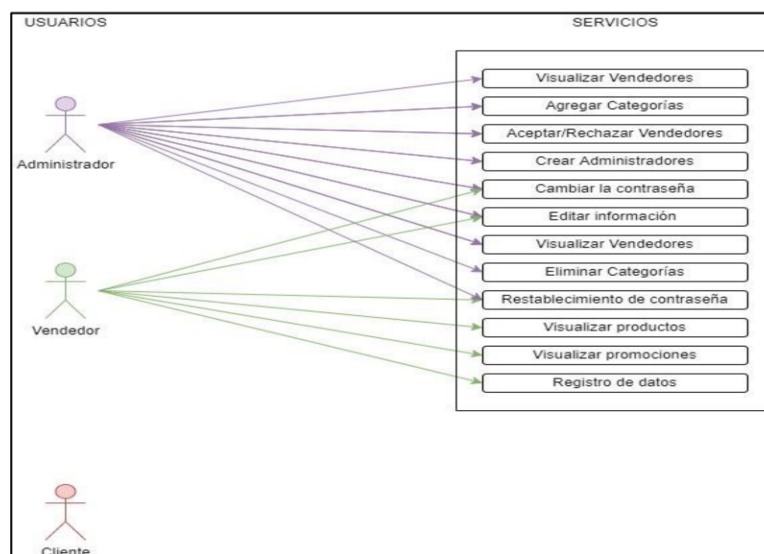 USUARIOS
SERVICIOS
Visualizar Vendedores
Agregar Categorías
Aceptar/Rechazar Vendedores
Crear Administradores
Cambiar la contraseña
Editar información
Visualizar Vendedores
Eliminar Categorías
Restablecimiento de contraseña
Visualizar productos
Visualizar promociones
Registro de datos
Administrador
Vendedor
Cliente